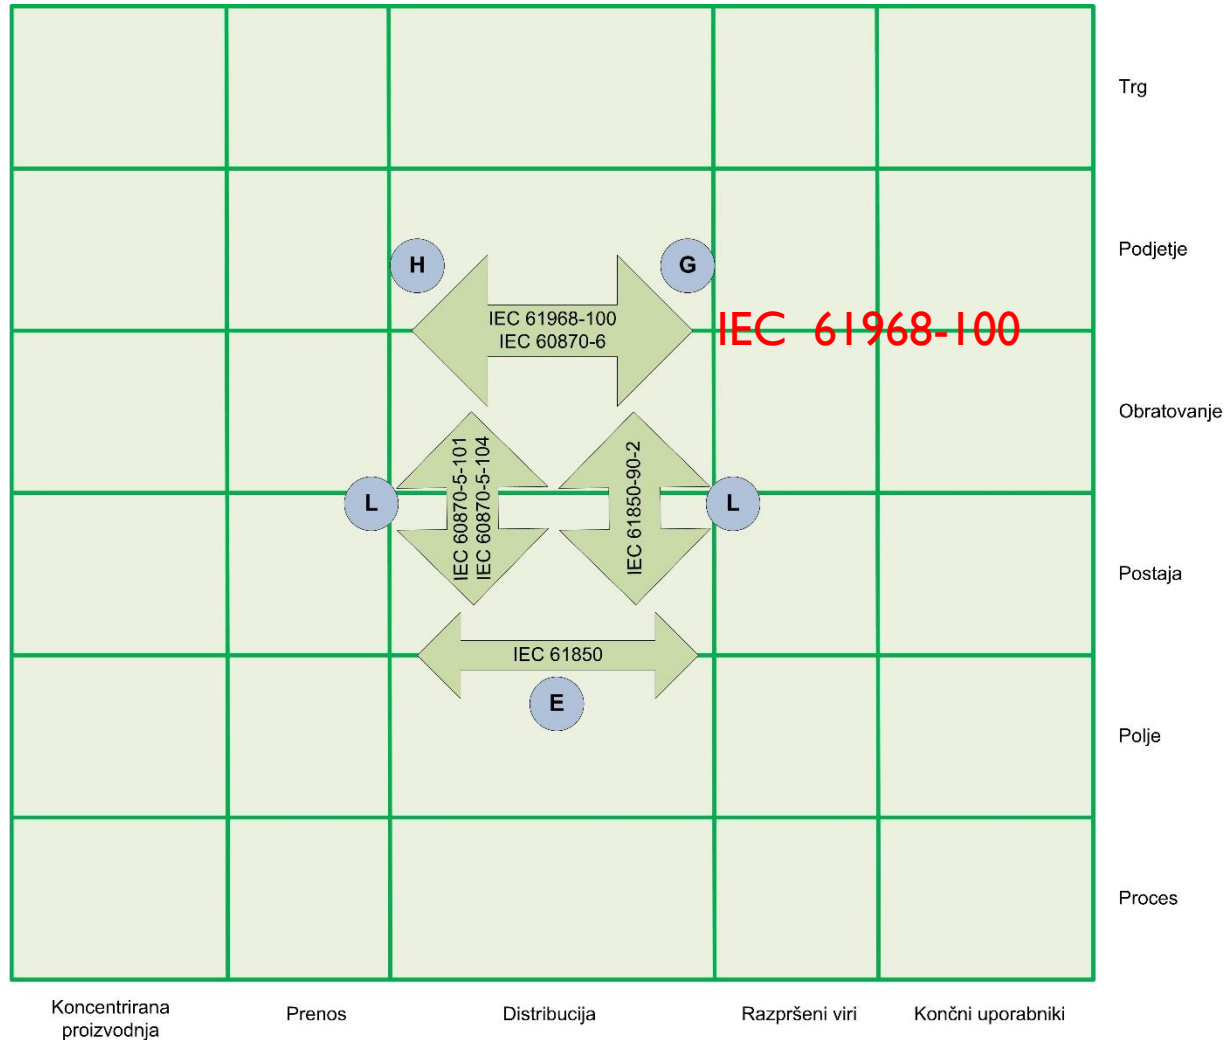 Trg
Podjetje
H
G
IEC 61968-100
IEC 60870-6
IEC 61968-100
Obratovanje
IEC 60870-5-101
IEC 60870-5-104
IEC 61850-90-2
L
L
Postaja
IEC 61850
E
Polje
Proces
Koncentrirana
proizvodnja
Prenos
Distribucija
Razpršeni viri
Končni uporabniki